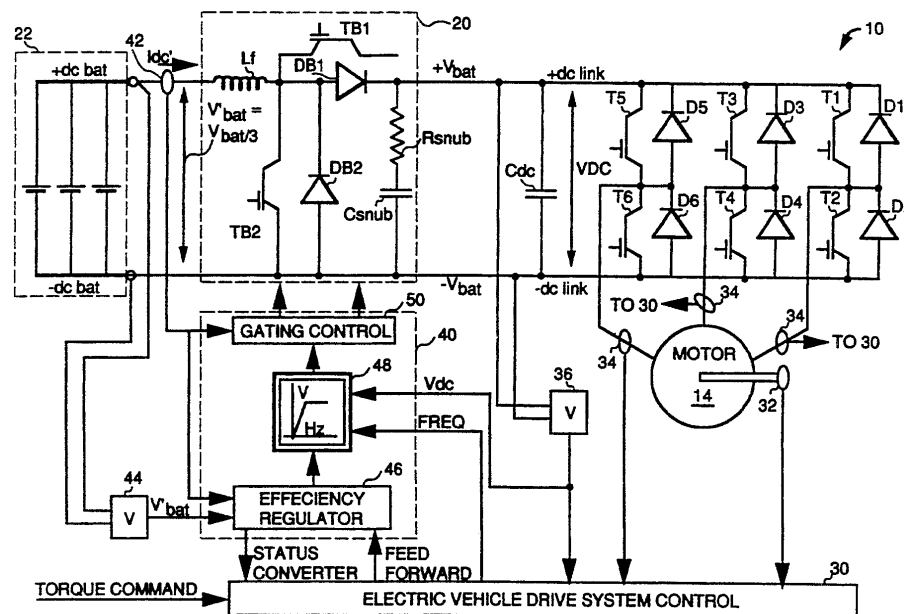 22
42
idc'
20
TB1
10
+dc bat
Lf
DB1
+Vbat
+dc link
V'bat =
Vbat/3
Rsnub
DB2
Csnub
TB2
Cdc
VDC
T5
D5
T3
D3
T1
D1
T6
D6
T4
D4
T2
D
-dc bat
-Vbat
-dc link
50
GATING CONTROL
40
TO 30
34
34
34
TO 30
MOTOR
14
32
48
V
Hz
Vdc
FREQ
36
V
44
V
V'bat
46
EFFECIENCY
REGULATOR
STATUS
CONVERTER
FEED
FORWARD
30
TORQUE COMMAND
ELECTRIC VEHICLE DRIVE SYSTEM CONTROL